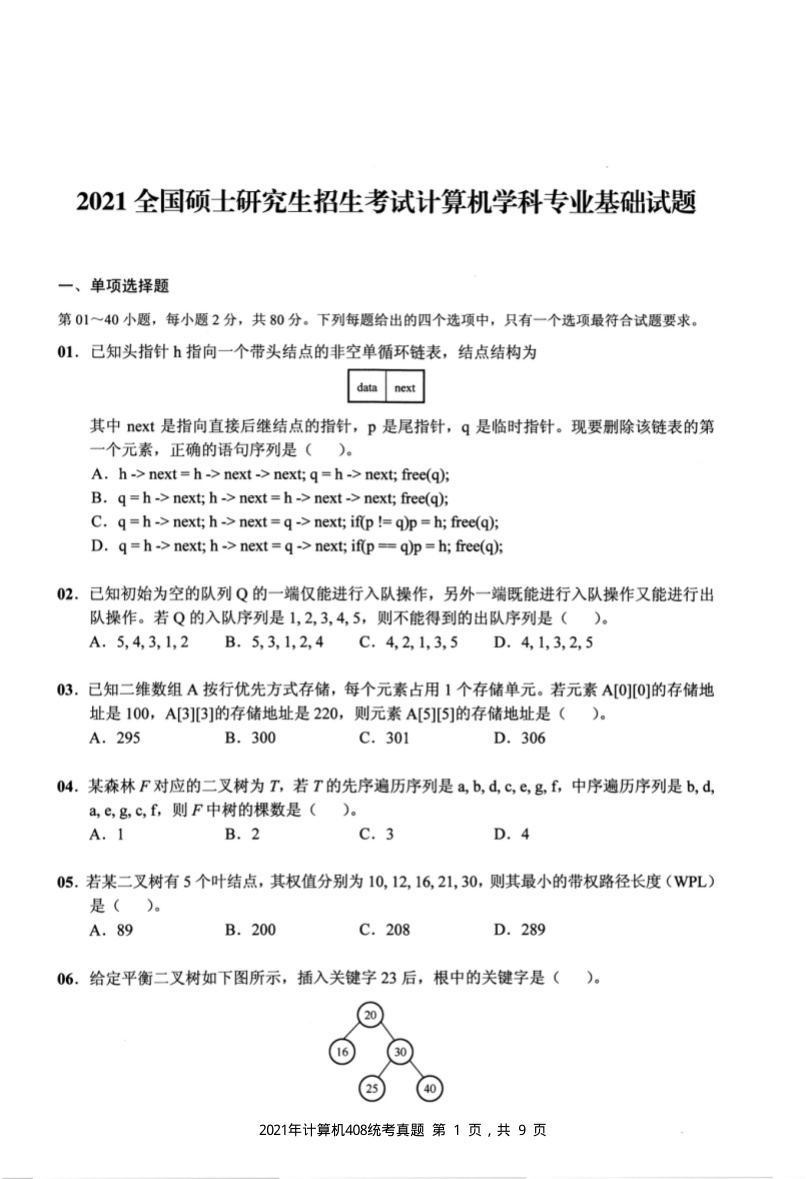 2021 全国硕士研究生招生考试计算机学科专业基础试题
一、单项选择题
第 01～40 小题，每小题 2 分，共 80 分。下列每题给出的四个选项中，只有一个选项最符合试题要求。
01．已知头指针 h 指向一个带头结点的非空单循环链表，结点结构为
data next
其中 next 是指向直接后继结点的指针，p 是尾指针，q 是临时指针。现要删除该链表的第
一个元素，正确的语句序列是（ ）。
A．h -> next = h -> next -> next; q = h -> next; free(q);
B．q = h -> next; h -> next = h -> next -> next; free(q);
C．q = h -> next; h -> next = q -> next; if(p != q)p = h; free(q);
D．q = h -> next; h -> next = q -> next; if(p == q)p = h; free(q);
02．已知初始为空的队列 Q 的一端仅能进行入队操作，另外一端既能进行入队操作又能进行出
队操作。若 Q 的入队序列是 1, 2, 3, 4, 5，则不能得到的出队序列是（ ）。
A．5, 4, 3, 1, 2 B．5, 3, 1, 2, 4 C．4, 2, 1, 3, 5 D．4, 1, 3, 2, 5
03．已知二维数组 A 按行优先方式存储，每个元素占用 1 个存储单元。若元素 A[0][0]的存储地
址是 100，A[3][3]的存储地址是 220，则元素 A[5][5]的存储地址是（ ）。
A．295 B．300 C．301 D．306
04．某森林 F 对应的二叉树为 T，若 T 的先序遍历序列是 a, b, d, c, e, g, f，中序遍历序列是 b, d,
a, e, g, c, f，则 F 中树的棵数是（ ）。
A．1 B．2 C．3 D．4
05．若某二叉树有 5 个叶结点，其权值分别为 10, 12, 16, 21, 30，则其最小的带权路径长度（WPL）
是（ ）。
A．89 B．200 C．208 D．289
06．给定平衡二叉树如下图所示，插入关键字 23 后，根中的关键字是（ ）。
20
16 30
25 40
2021年计算机408统考真题 第 1 页，共 9 页